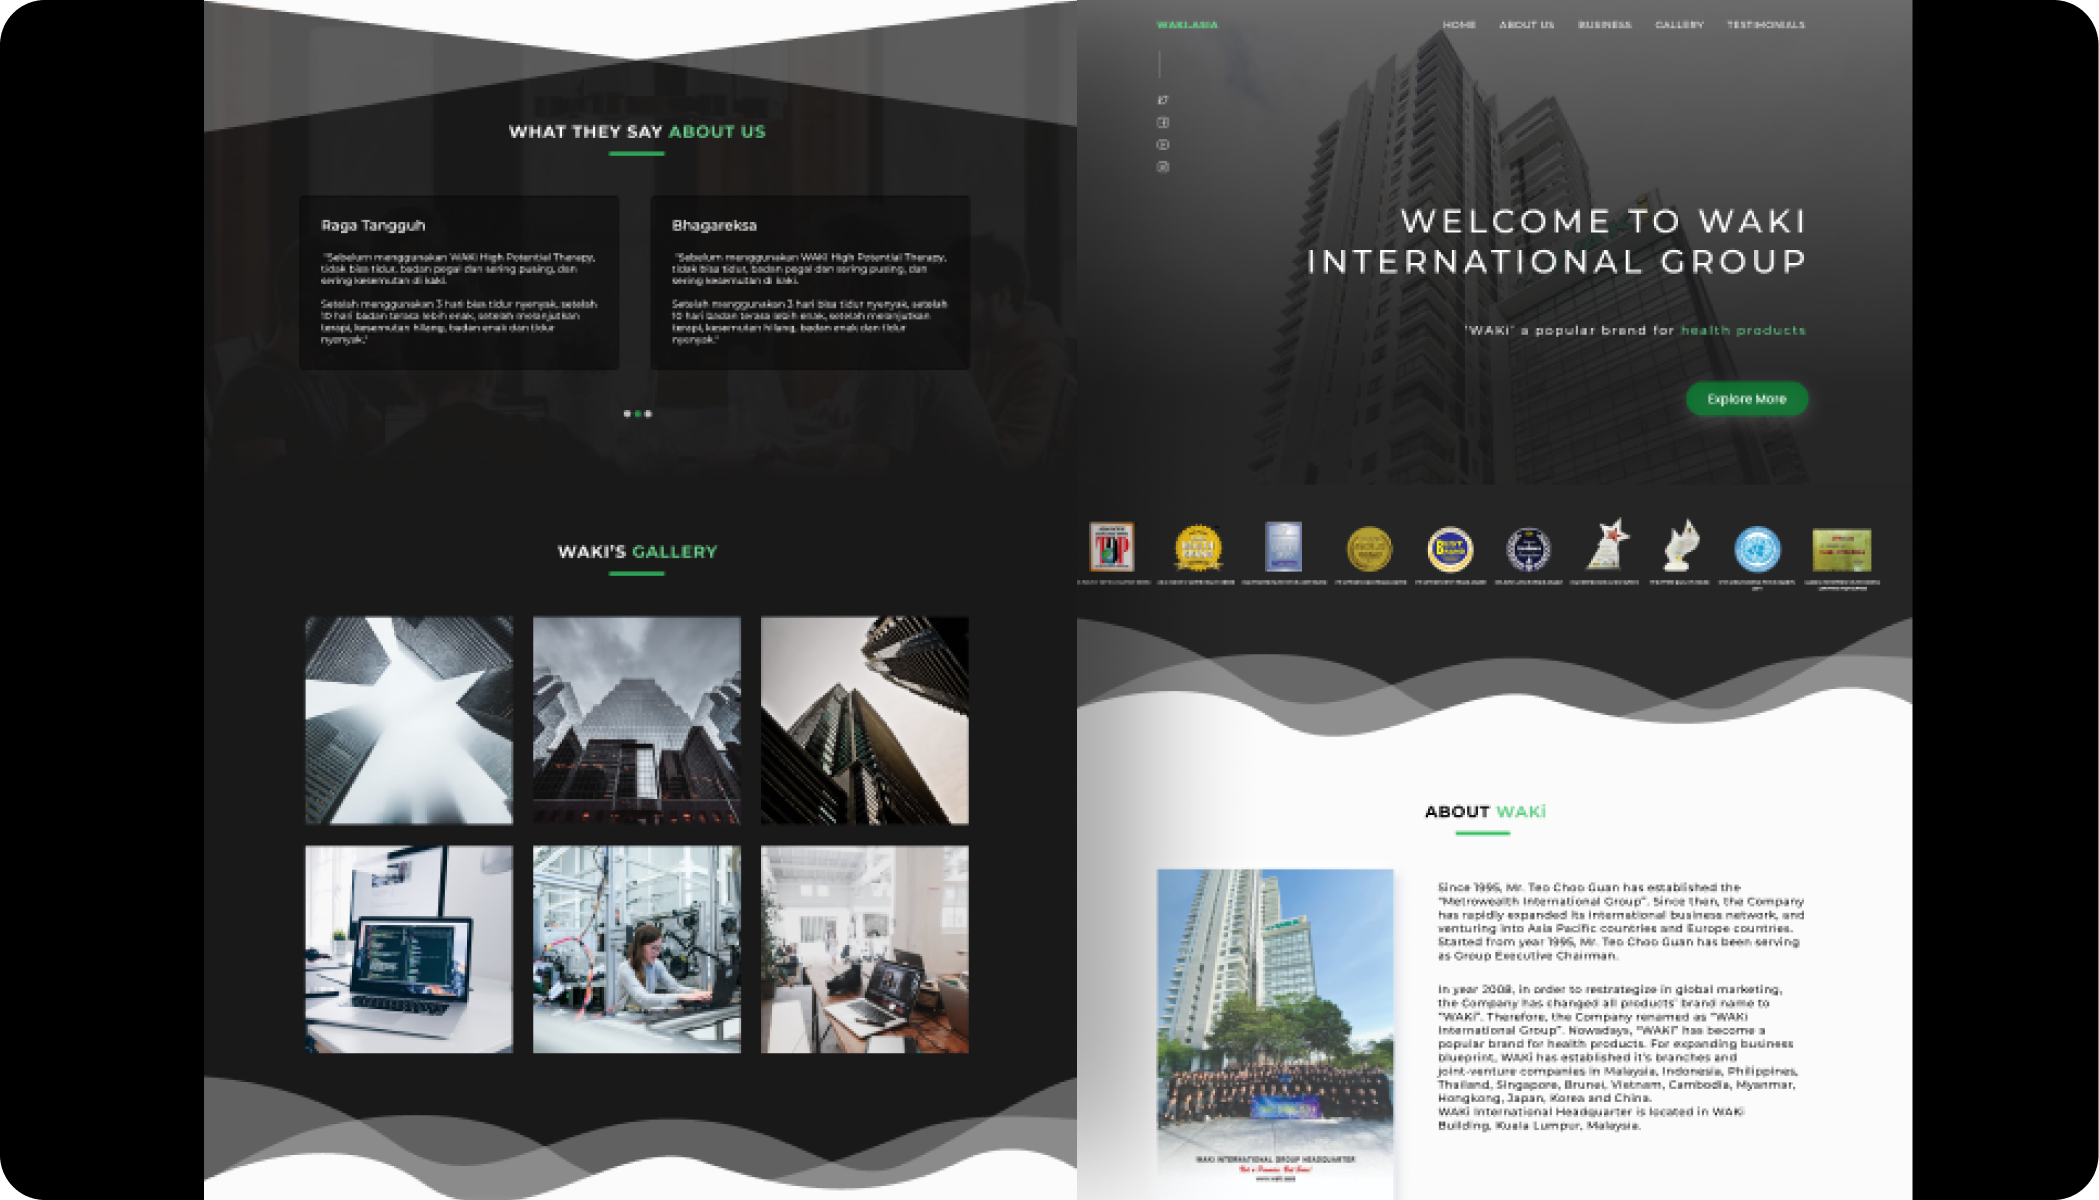 WHAT THEY SAY ABOUT US
Raga Tangguh
"Sebelum menggunakan WAKi High Potential Therapy,
tidak bisa tidur, badan pegal dan sering pusing, dan
sering kesemutan di kaki.
Setelah menggunakan 3 hari bisa tidur nyenyak, setelah
10 hari badan terasa lebih enak, setelah melanjutkan
terapi, kesemutan hilang, badan enak dan tidur
nyenyak."
Bhagareksa
"Sebelum menggunakan WAKi High Potential Therapy,
tidak bisa tidur, badan pegal dan sering pusing, dan
sering kesemutan di kaki.
Setelah menggunakan 3 hari bisa tidur nyenyak, setelah
10 hari badan terasa lebih enak, setelah melanjutkan
terapi, kesemutan hilang, badan enak dan tidur
nyenyak."
WAKI'S GALLERY
WAKI.ASIA
HOME ABOUT US BUSINESS GALLERY TESTIMONIALS
WELCOME TO WAKI
INTERNATIONAL GROUP
"WAKi" a popular brand for health products
Explore More
ABOUT WAKi
Since 1995, Mr. Teo Choo Guan has established the
"Metrowealth International Group". Since then, the Company
has rapidly expanded its international business network, and
venturing into Asia Pacific countries and Europe countries.
Started from year 1995, Mr. Teo Choo Guan has been serving
as Group Executive Chairman.
In year 2008, in order to restrategize in global marketing,
the Company has changed all products' brand name to
"WAKi". Therefore, the Company renamed as "WAKi
International Group". Nowadays, "WAKi" has become a
popular brand for health products. For expanding business
blueprint, WAKi has established it's branches and
joint-venture companies in Malaysia, Indonesia, Philippines,
Thailand, Singapore, Brunei, Vietnam, Cambodia, Myanmar,
Hongkong, Japan, Korea and China.
WAKi International Headquarter is located in WAKi
Building, Kuala Lumpur, Malaysia.
WAKI INTERNATIONAL GROUP HEADQUARTER